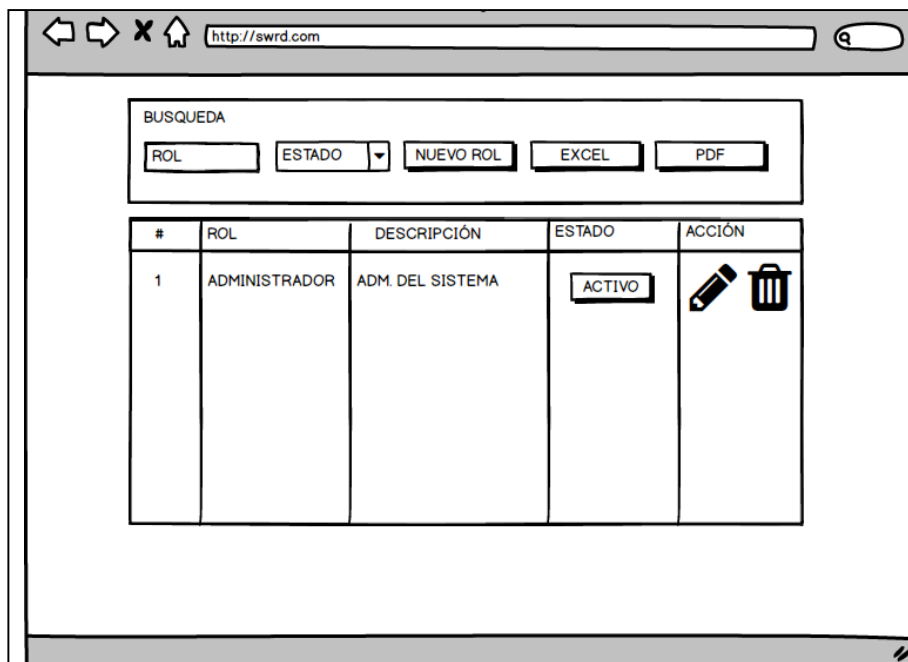 http://swrd.com
BUSQUEDA
ROL ESTADO NUEVO ROL EXCEL PDF
# ROL DESCRIPCIÓN ESTADO ACCIÓN
1 ADMINISTRADOR ADM. DEL SISTEMA ACTIVO